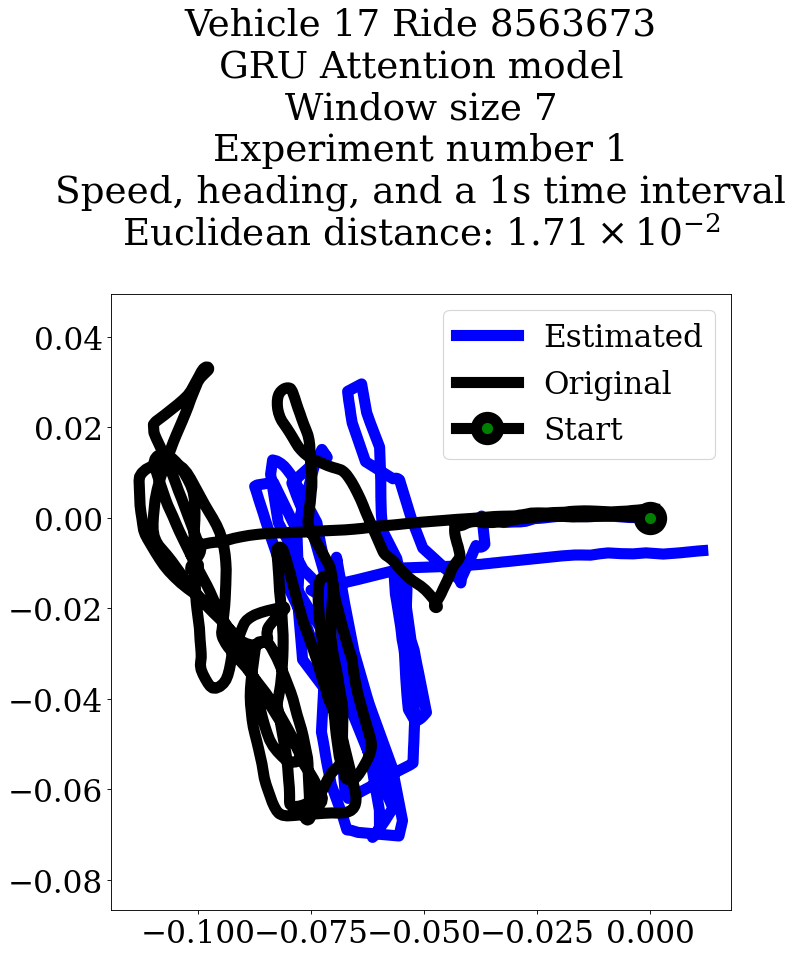 Vehicle 17 Ride 8563673
GRU Attention model
Window size 7
Experiment number 1
Speed, heading, and a 1s time interval
Euclidean distance: 1.71 × 10⁻²
Estimated
Original
Start
0.04
0.02
0.00
−0.02
−0.04
−0.06
−0.08
−0.100 −0.075 −0.050 −0.025 0.000